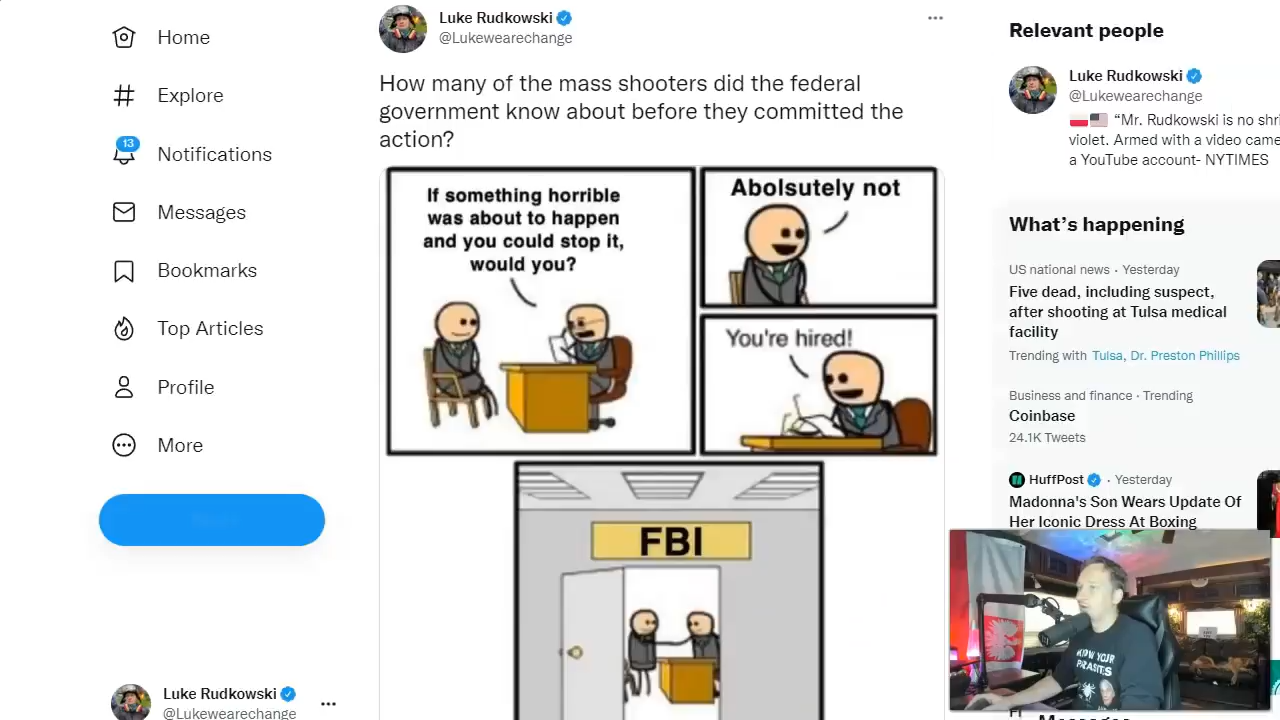 Home
Explore
13
Notifications
Messages
Bookmarks
Top Articles
Profile
More
Luke Rudkowski
@Lukewearechange
Luke Rudkowski
@Lukewearechange
How many of the mass shooters did the federal
government know about before they committed the
action?
If something horrible
was about to happen
and you could stop it,
would you?
Abolsutely not
You're hired!
FBI
Relevant people
Luke Rudkowski
@Lukewearechange
"Mr. Rudkowski is no shri
violet. Armed with a video came
a YouTube account- NYTIMES
What's happening
US national news · Yesterday
Five dead, including suspect,
after shooting at Tulsa medical
facility
Trending with Tulsa, Dr. Preston Phillips
Business and finance · Trending
Coinbase
24.1K Tweets
HuffPost · Yesterday
Madonna's Son Wears Update Of
Her Iconic Dress At Boxing
KNOW YOUR
PARASITES